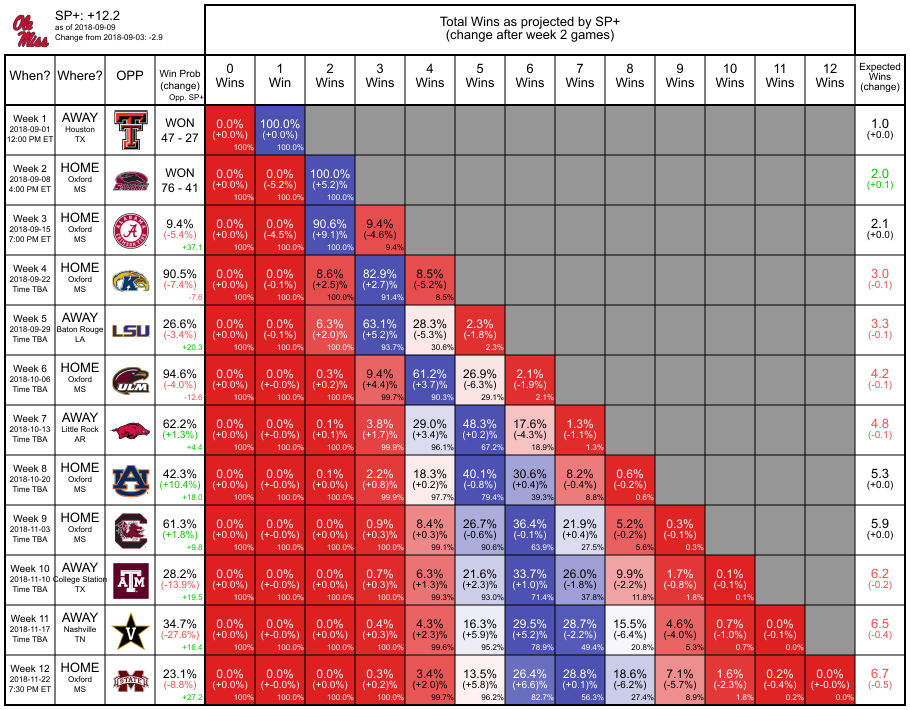 Ole Miss
SP+: +12.2
as of 2018-09-09
Change from 2018-09-03: -2.9
Total Wins as projected by SP+
(change after week 2 games)
When? Where? OPP Win Prob (change) Opp. SP+ 0 Wins 1 Win 2 Wins 3 Wins 4 Wins 5 Wins 6 Wins 7 Wins 8 Wins 9 Wins 10 Wins 11 Wins 12 Wins Expected Wins (change)
Week 1 AWAY WON 0.0% 100.0% 1.0
2018-09-01 Houston 47 - 27 (+0.0%) (+0.0%) (+0.0)
12:00 PM ET TX 100% 100.0%
Week 2 HOME WON 0.0% 0.0% 100.0% 2.0
2018-09-08 Oxford 76 - 41 (+0.0%) (-5.2%) (+5.2)% (+0.1)
4:00 PM ET MS 100% 100.0% 100.0%
Week 3 HOME 9.4% 0.0% 0.0% 90.6% 9.4% 2.1
2018-09-15 Oxford (-5.4%) (+0.0%) (-4.5%) (+9.1)% (-4.6%) (+0.0)
7:00 PM ET MS +37.1 100% 100.0% 100.0% 9.4%
Week 4 HOME 90.5% 0.0% 0.0% 8.6% 82.9% 8.5% 3.0
2018-09-22 Oxford (-7.4%) (+0.0%) (-0.1%) (+2.5)% (+2.7)% (-5.2%) (-0.1)
Time TBA MS -7.6 100% 100.0% 100.0% 91.4% 8.5%
Week 5 AWAY LSU 26.6% 0.0% 0.0% 6.3% 63.1% 28.3% 2.3% 3.3
2018-09-29 Baton Rouge (-3.4%) (+0.0%) (-0.1%) (+2.0)% (+5.2)% (-5.3%) (-1.8%) (-0.1)
Time TBA LA +20.3 100% 100.0% 100.0% 93.7% 30.6% 2.3%
Week 6 HOME ULM 94.6% 0.0% 0.0% 0.3% 9.4% 61.2% 26.9% 2.1% 4.2
2018-10-06 Oxford (-4.0%) (+0.0%) (+-0.0%) (+0.2)% (+4.4)% (+3.7)% (-6.3%) (-1.9%) (-0.1)
Time TBA MS -12.6 100% 100.0% 100.0% 99.7% 90.3% 29.1% 2.1%
Week 7 AWAY 62.2% 0.0% 0.0% 0.1% 3.8% 29.0% 48.3% 17.6% 1.3% 4.8
2018-10-13 Little Rock (+1.3%) (+0.0%) (+-0.0%) (+0.1)% (+1.7)% (+3.4)% (+0.2)% (-4.3%) (-1.1%) (-0.1)
Time TBA AR +4.4 100% 100.0% 100.0% 99.9% 96.1% 67.2% 18.9% 1.3%
Week 8 HOME 42.3% 0.0% 0.0% 0.1% 2.2% 18.3% 40.1% 30.6% 8.2% 0.6% 5.3
2018-10-20 Oxford (+10.4%) (+0.0%) (+-0.0%) (+0.0%) (+0.8)% (+0.2)% (-0.8%) (+0.4)% (-0.4%) (-0.2%) (+0.0)
Time TBA MS +18.0 100% 100.0% 100.0% 99.9% 97.7% 79.4% 39.3% 8.8% 0.6%
Week 9 HOME 61.3% 0.0% 0.0% 0.0% 0.9% 8.4% 26.7% 36.4% 21.9% 5.2% 0.3% 5.9
2018-11-03 Oxford (+1.8%) (+0.0%) (+-0.0%) (+0.0%) (+0.3)% (+0.3)% (-0.6%) (-0.1%) (+0.4)% (-0.2%) (-0.1%) (+0.0)
Time TBA MS +9.8 100% 100.0% 100.0% 100.0% 99.1% 90.6% 63.9% 27.5% 5.6% 0.3%
Week 10 AWAY ATM 28.2% 0.0% 0.0% 0.0% 0.7% 6.3% 21.6% 33.7% 26.0% 9.9% 1.7% 0.1% 6.2
2018-11-10 College Station (-13.9%) (+0.0%) (+-0.0%) (+0.0%) (+0.3)% (+1.3)% (+2.3)% (+1.0)% (-1.8%) (-2.2%) (-0.8%) (-0.1%) (-0.2)
Time TBA TX +19.5 100% 100.0% 100.0% 100.0% 99.3% 93.0% 71.4% 37.8% 11.8% 1.8% 0.1%
Week 11 AWAY V 34.7% 0.0% 0.0% 0.0% 0.4% 4.3% 16.3% 29.5% 28.7% 15.5% 4.6% 0.7% 0.0% 6.5
2018-11-17 Nashville (-27.6%) (+0.0%) (+-0.0%) (+0.0%) (+0.3)% (+2.3)% (+5.9)% (+5.2)% (-2.2%) (-6.4%) (-4.0%) (-1.0%) (-0.1%) (-0.4)
Time TBA TN +16.4 100% 100.0% 100.0% 100.0% 99.6% 95.2% 78.9% 49.4% 20.8% 5.3% 0.7% 0.0%
Week 12 HOME STATE 23.1% 0.0% 0.0% 0.0% 0.3% 3.4% 13.5% 26.4% 28.8% 18.6% 7.1% 1.6% 0.2% 0.0% 6.7
2018-11-22 Oxford (-8.8%) (+0.0%) (+-0.0%) (+0.0%) (+0.2)% (+2.0)% (+5.8)% (+6.6)% (+0.1)% (-6.2%) (-5.7%) (-2.3%) (-0.4%) (+-0.0%) (-0.5)
7:30 PM ET MS +27.2 100% 100.0% 100.0% 100.0% 99.7% 96.2% 82.7% 56.3% 27.4% 8.9% 1.8% 0.2% 0.0%